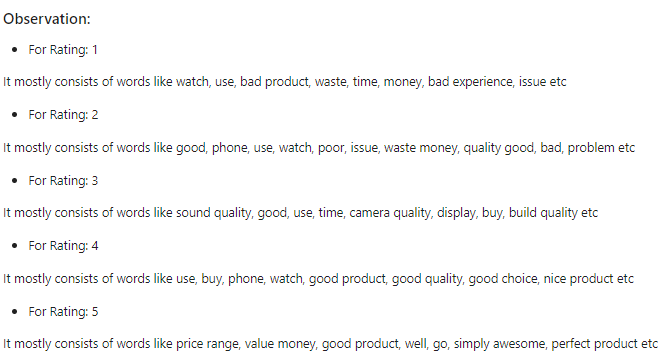 Observation:
• For Rating: 1
It mostly consists of words like watch, use, bad product, waste, time, money, bad experience, issue etc
• For Rating: 2
It mostly consists of words like good, phone, use, watch, poor, issue, waste money, quality good, bad, problem etc
• For Rating: 3
It mostly consists of words like sound quality, good, use, time, camera quality, display, buy, build quality etc
• For Rating: 4
It mostly consists of words like use, buy, phone, watch, good product, good quality, good choice, nice product etc
• For Rating: 5
It mostly consists of words like price range, value money, good product, well, go, simply awesome, perfect product etc